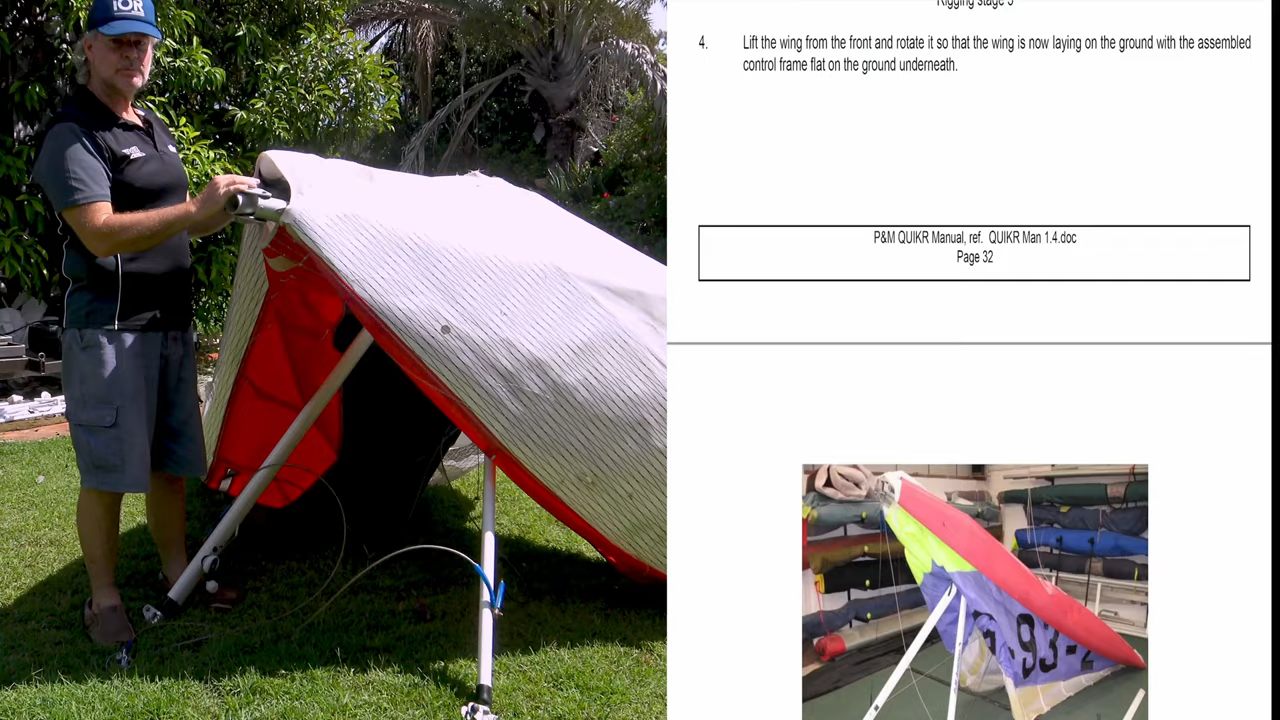 IOR
Rigging stage 3
4. Lift the wing from the front and rotate it so that the wing is now laying on the ground with the assembled
control frame flat on the ground underneath.
P&M QUIKR Manual, ref. QUIKR Man 1.4.doc
Page 32
-93-2